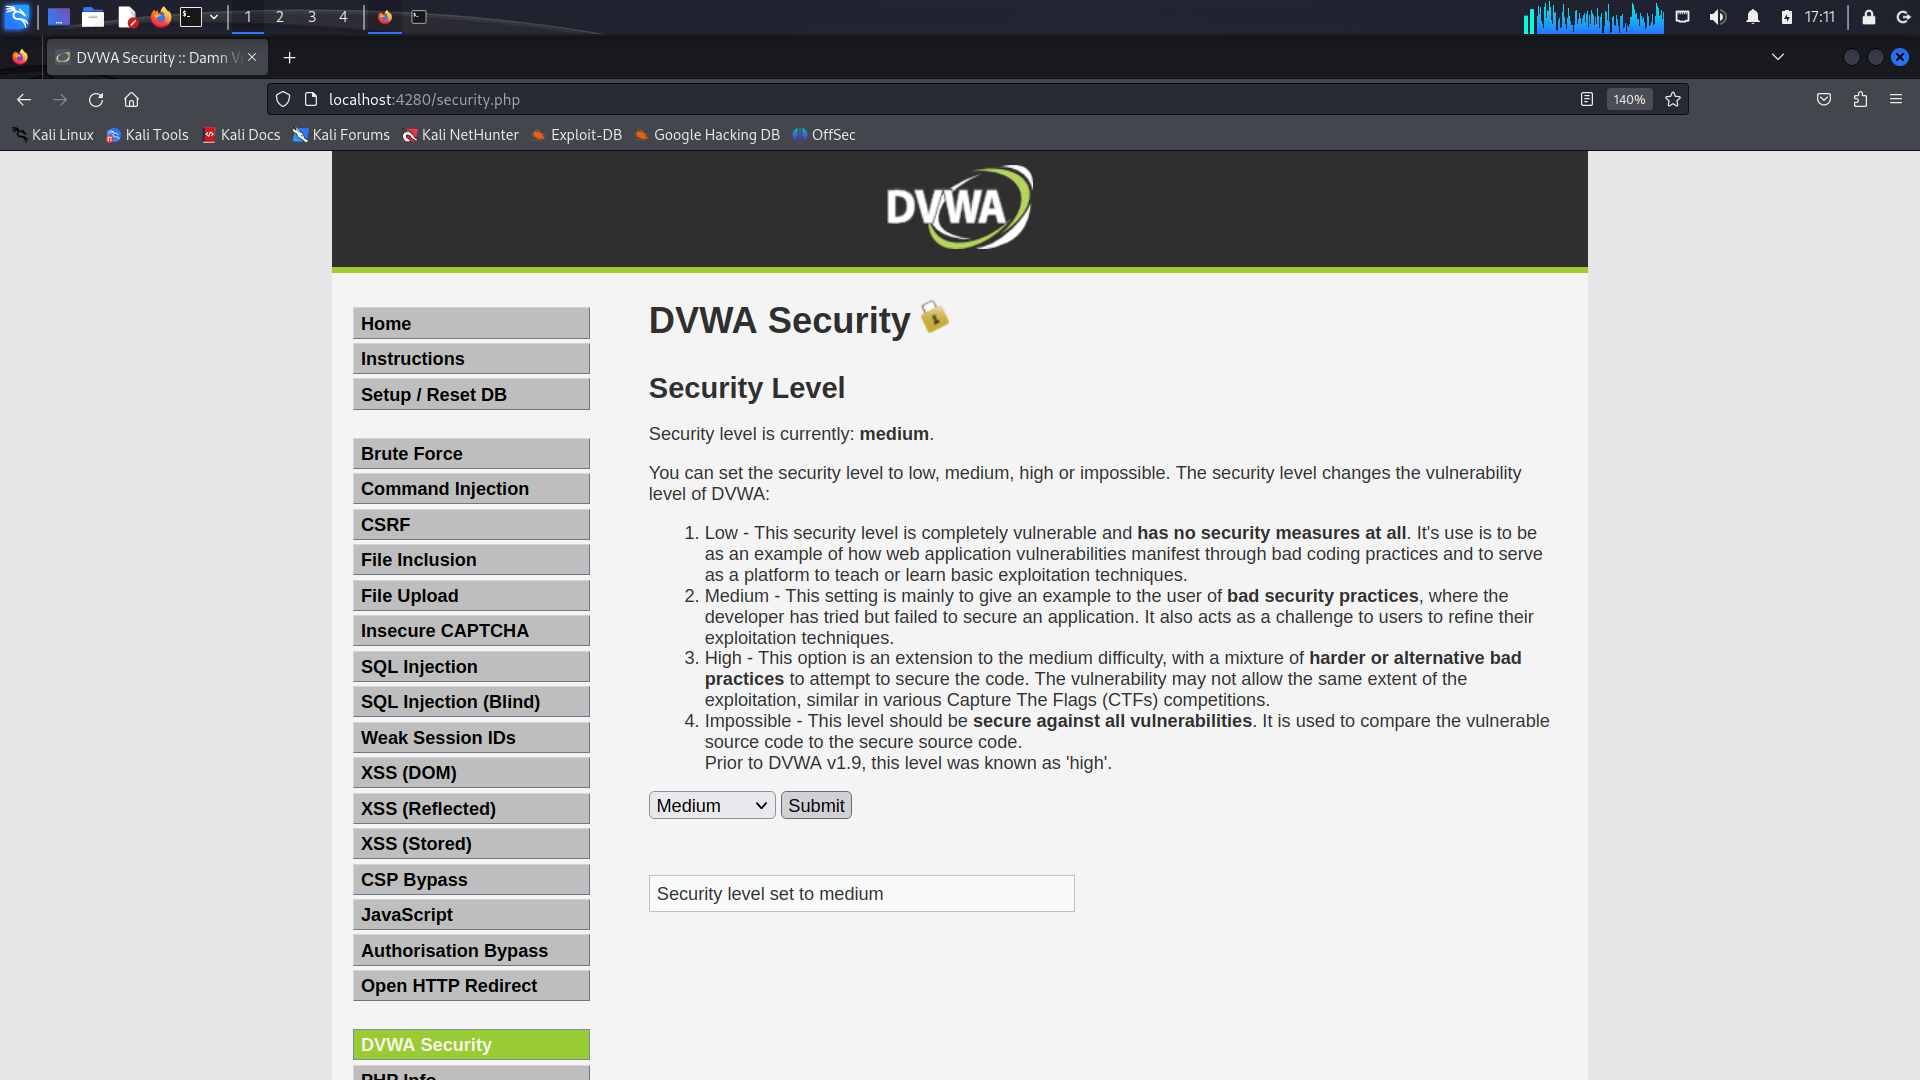 1 2 3 4 17:11
DVWA Security :: Damn V
localhost:4280/security.php 140%
Kali Linux Kali Tools Kali Docs Kali Forums Kali NetHunter Exploit-DB Google Hacking DB OffSec
DVWA
Home
Instructions
Setup / Reset DB
Brute Force
Command Injection
CSRF
File Inclusion
File Upload
Insecure CAPTCHA
SQL Injection
SQL Injection (Blind)
Weak Session IDs
XSS (DOM)
XSS (Reflected)
XSS (Stored)
CSP Bypass
JavaScript
Authorisation Bypass
Open HTTP Redirect
DVWA Security
PHP Info
DVWA Security
Security Level
Security level is currently: medium.
You can set the security level to low, medium, high or impossible. The security level changes the vulnerability
level of DVWA:
1. Low - This security level is completely vulnerable and has no security measures at all. It's use is to be
as an example of how web application vulnerabilities manifest through bad coding practices and to serve
as a platform to teach or learn basic exploitation techniques.
2. Medium - This setting is mainly to give an example to the user of bad security practices, where the
developer has tried but failed to secure an application. It also acts as a challenge to users to refine their
exploitation techniques.
3. High - This option is an extension to the medium difficulty, with a mixture of harder or alternative bad
practices to attempt to secure the code. The vulnerability may not allow the same extent of the
exploitation, similar in various Capture The Flags (CTFs) competitions.
4. Impossible - This level should be secure against all vulnerabilities. It is used to compare the vulnerable
source code to the secure source code.
Prior to DVWA v1.9, this level was known as 'high'.
Medium Submit
Security level set to medium